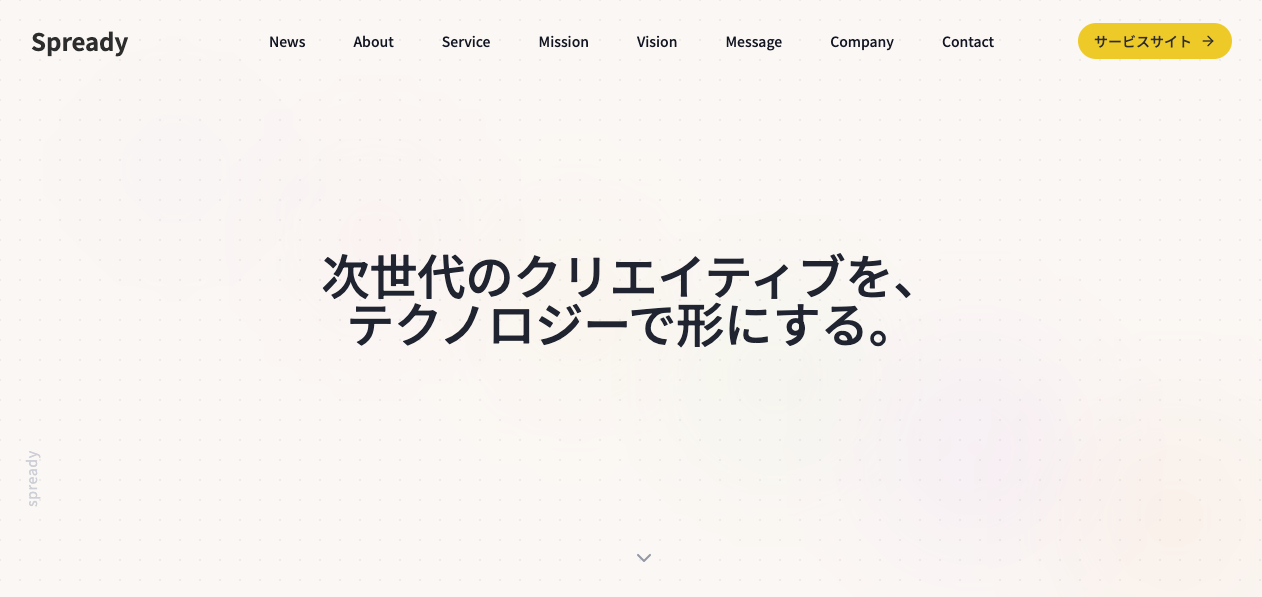 Spready
News
About
Service
Mission
Vision
Message
Company
Contact
サービスサイト →
次世代のクリエイティブを、
テクノロジーで形にする。
spready